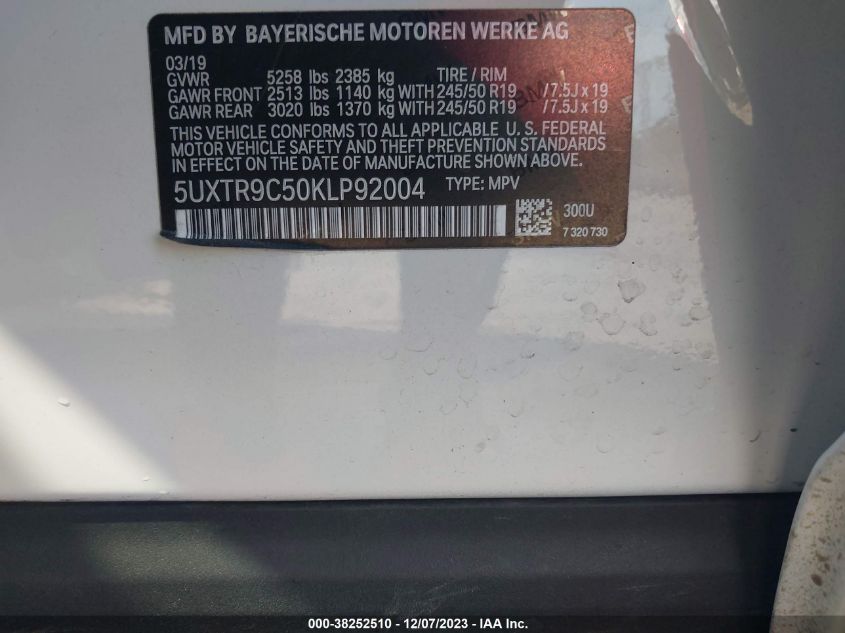 MFD BY BAYERISCHE MOTOREN WERKE AG
03/19
GVWR 5258 lbs 2385 kg TIRE / RIM
GAWR FRONT 2513 lbs 1140 kg WITH 245/50 R19 / 7.5J x 19
GAWR REAR 3020 lbs 1370 kg WITH 245/50 R19 / 7.5J x 19
THIS VEHICLE CONFORMS TO ALL APPLICABLE U. S. FEDERAL
MOTOR VEHICLE SAFETY AND THEFT PREVENTION STANDARDS
IN EFFECT ON THE DATE OF MANUFACTURE SHOWN ABOVE.
5UXTR9C50KLP92004 TYPE: MPV
300U
7 320 730
000-38252510 - 12/07/2023 - IAA Inc.